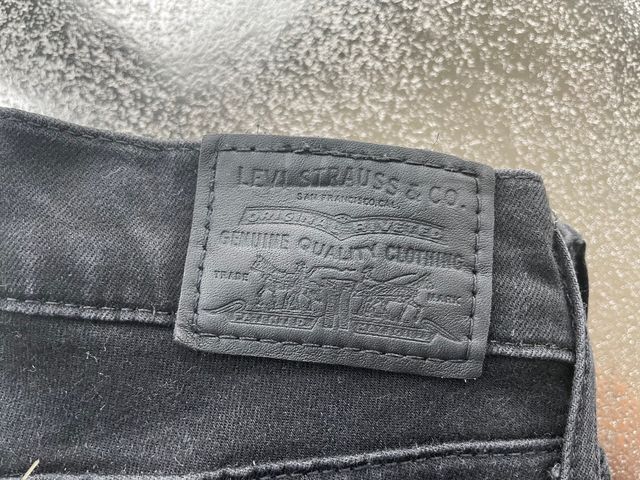 LEVI STRAUSS & CO.
SAN FRANCISCO, CAL.
ORIGINAL RIVETED
GENUINE QUALITY CLOTHING
TRADE MARK